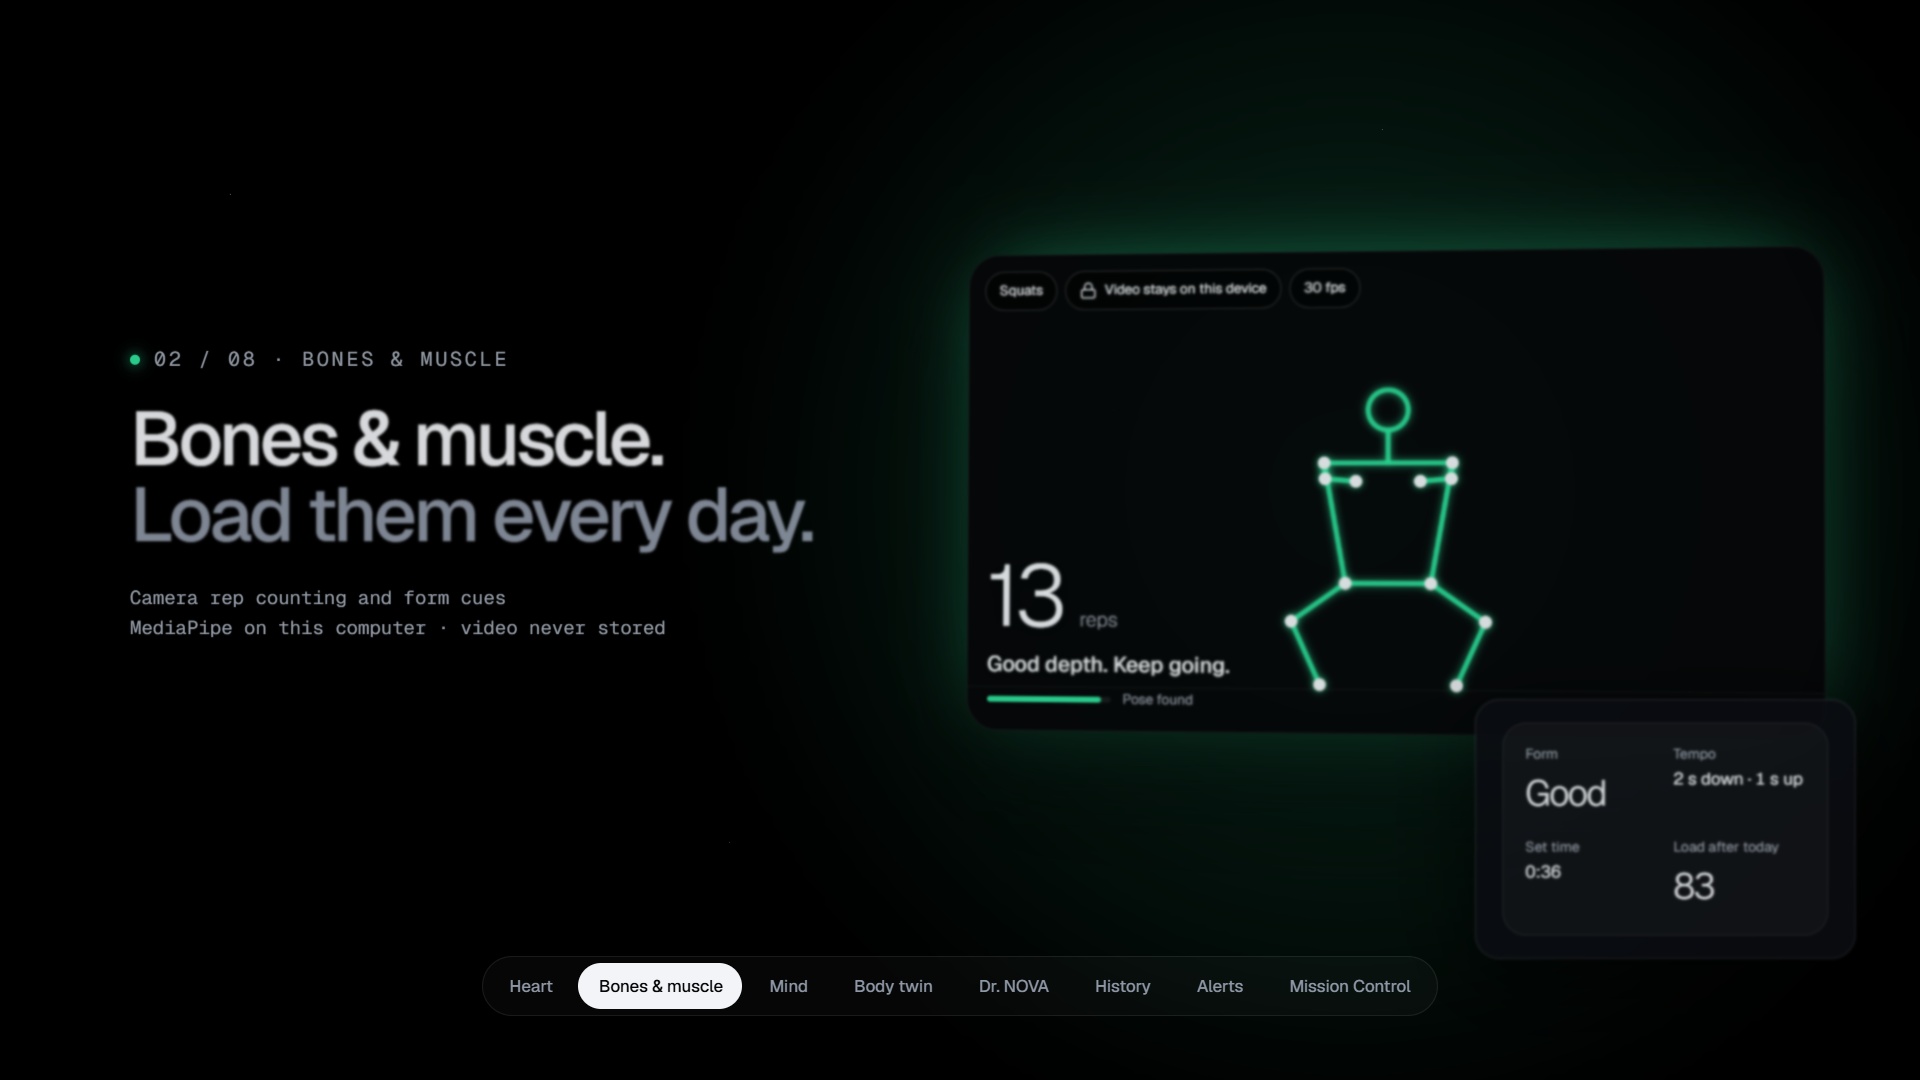 02 / 08 · BONES & MUSCLE
Bones & muscle.
Load them every day.
Camera rep counting and form cues
MediaPipe on this computer · video never stored
Squats
Video stays on this device
30 fps
13 reps
Good depth. Keep going.
Pose found
Form
Good
Tempo
2 s down · 1 s up
Set time
0:36
Load after today
83
Heart
Bones & muscle
Mind
Body twin
Dr. NOVA
History
Alerts
Mission Control